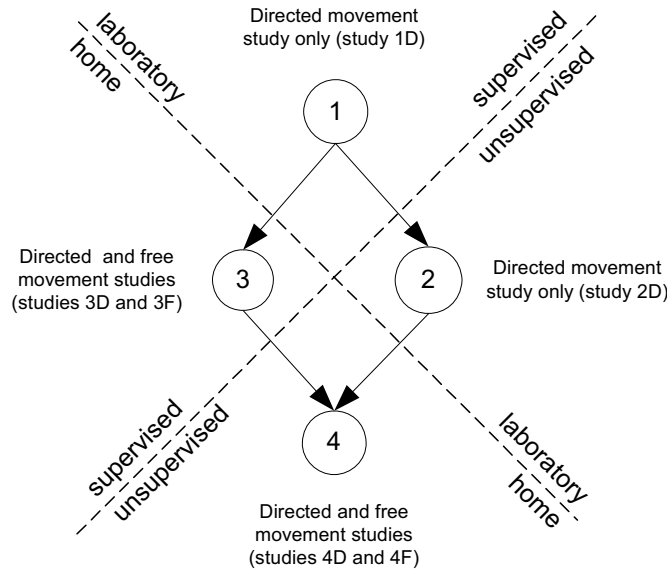 Directed movement
study only (study 1D)
laboratory
home
supervised
unsupervised
1
Directed and free
movement studies
(studies 3D and 3F)
3
2
Directed movement
study only (study 2D)
supervised
unsupervised
4
laboratory
home
Directed and free
movement studies
(studies 4D and 4F)